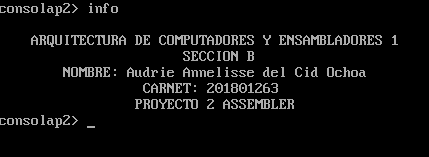 consolap2> info
ARQUITECTURA DE COMPUTADORES Y ENSAMBLADORES 1
SECCION B
NOMBRE: Audrie Annelisse del Cid Ochoa
CARNET: 201801263
PROYECTO 2 ASSEMBLER
consolap2> _